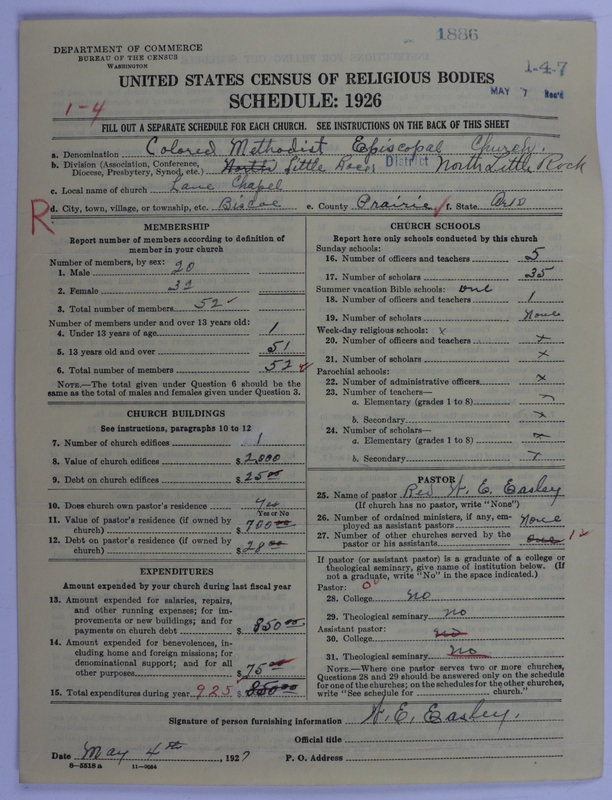 1886
DEPARTMENT OF COMMERCE
BUREAU OF THE CENSUS
WASHINGTON
1-4-7
MAY 7 Rec'd
UNITED STATES CENSUS OF RELIGIOUS BODIES
SCHEDULE: 1926
1-4
FILL OUT A SEPARATE SCHEDULE FOR EACH CHURCH. SEE INSTRUCTIONS ON THE BACK OF THIS SHEET
a. Denomination Colored Methodist Episcopal Church.
b. Division (Association, Conference, Diocese, Presbytery, Synod, etc.) North Little Rock District North Little Rock
c. Local name of church Lane Chapel
d. City, town, village, or township, etc. Biscoe e. County Prairie f. State Ark
R
MEMBERSHIP
Report number of members according to definition of member in your church
Number of members, by sex:
1. Male 20
2. Female 32
3. Total number of members 52
Number of members under and over 13 years old:
4. Under 13 years of age 1
5. 13 years old and over 51
6. Total number of members 52
NOTE.—The total given under Question 6 should be the same as the total of males and females given under Question 3.
CHURCH BUILDINGS
See instructions, paragraphs 10 to 12
7. Number of church edifices 1
8. Value of church edifices $ 2,000
9. Debt on church edifices $ 25 00
10. Does church own pastor's residence Yes
Yes or No
11. Value of pastor's residence (if owned by church) $ 700 00
12. Debt on pastor's residence (if owned by church) $ 28 00
EXPENDITURES
Amount expended by your church during last fiscal year
13. Amount expended for salaries, repairs, and other running expenses; for improvements or new buildings; and for payments on church debt $ 850 00
14. Amount expended for benevolences, including home and foreign missions; for denominational support; and for all other purposes $ 75 00
15. Total expenditures during year 925 $ 850 00
CHURCH SCHOOLS
Report here only schools conducted by this church
Sunday schools:
16. Number of officers and teachers 5
17. Number of scholars 35
Summer vacation Bible schools: one
18. Number of officers and teachers 1
19. Number of scholars None
Week-day religious schools: x
20. Number of officers and teachers x
21. Number of scholars x
Parochial schools:
22. Number of administrative officers x
23. Number of teachers—
a. Elementary (grades 1 to 8)
b. Secondary x
24. Number of scholars—
a. Elementary (grades 1 to 8) x
b. Secondary x
PASTOR
25. Name of pastor Rev W. E. Easley
(If church has no pastor, write "None")
26. Number of ordained ministers, if any, employed as assistant pastors None
27. Number of other churches served by the pastor or his assistants one 1
If pastor (or assistant pastor) is a graduate of a college or theological seminary, give name of institution below. (If not a graduate, write "No" in the space indicated.)
Pastor:
28. College no
29. Theological seminary no
Assistant pastor:
30. College no
31. Theological seminary no
NOTE.—Where one pastor serves two or more churches, Questions 28 and 29 should be answered only on the schedule for one of the churches; on the schedules for the other churches, write "See schedule for church."
Signature of person furnishing information W. E. Easley.
Official title
Date May 4th, 1927 P. O. Address
8-5518 a 11-9664